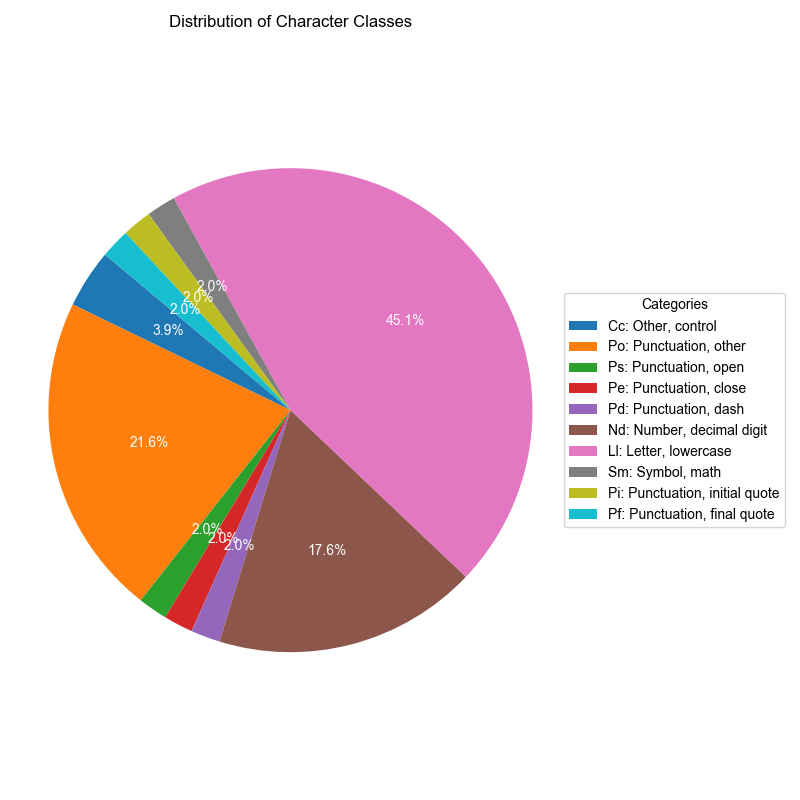 Distribution of Character Classes
45.1%
2.0%
2.0%
2.0%
3.9%
21.6%
2.0%
2.0%
2.0%
17.6%
Categories
Cc: Other, control
Po: Punctuation, other
Ps: Punctuation, open
Pe: Punctuation, close
Pd: Punctuation, dash
Nd: Number, decimal digit
Ll: Letter, lowercase
Sm: Symbol, math
Pi: Punctuation, initial quote
Pf: Punctuation, final quote